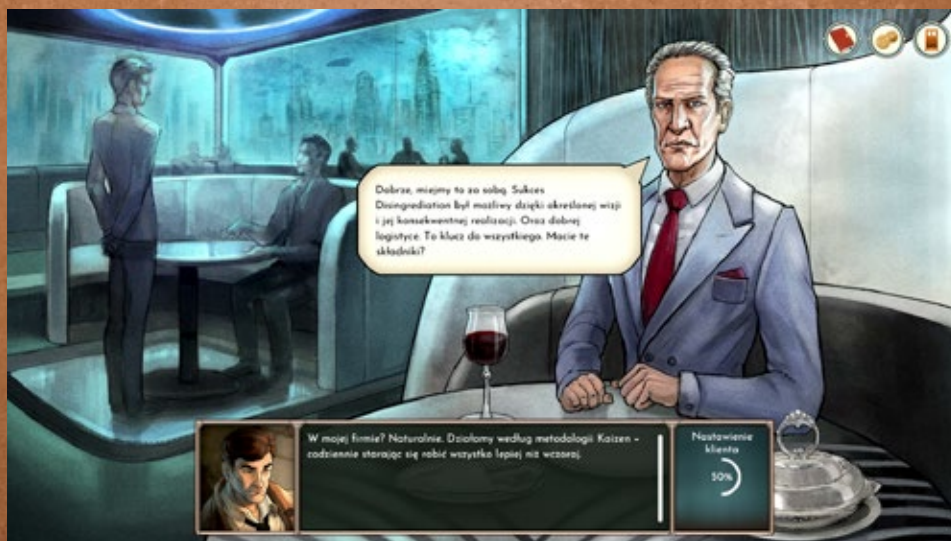 Dobrze, miejmy to za sobą. Sukces
Disingrediation był możliwy dzięki określonej wizji
i jej konsekwentnej realizacji. Oraz dobrej
logistyce. To klucz do wszystkiego. Macie te
składniki?
W mojej firmie? Naturalnie. Działamy według metodologii Kaizen –
codziennie starając się robić wszystko lepiej niż wczoraj.
Nastawienie
klienta
50%